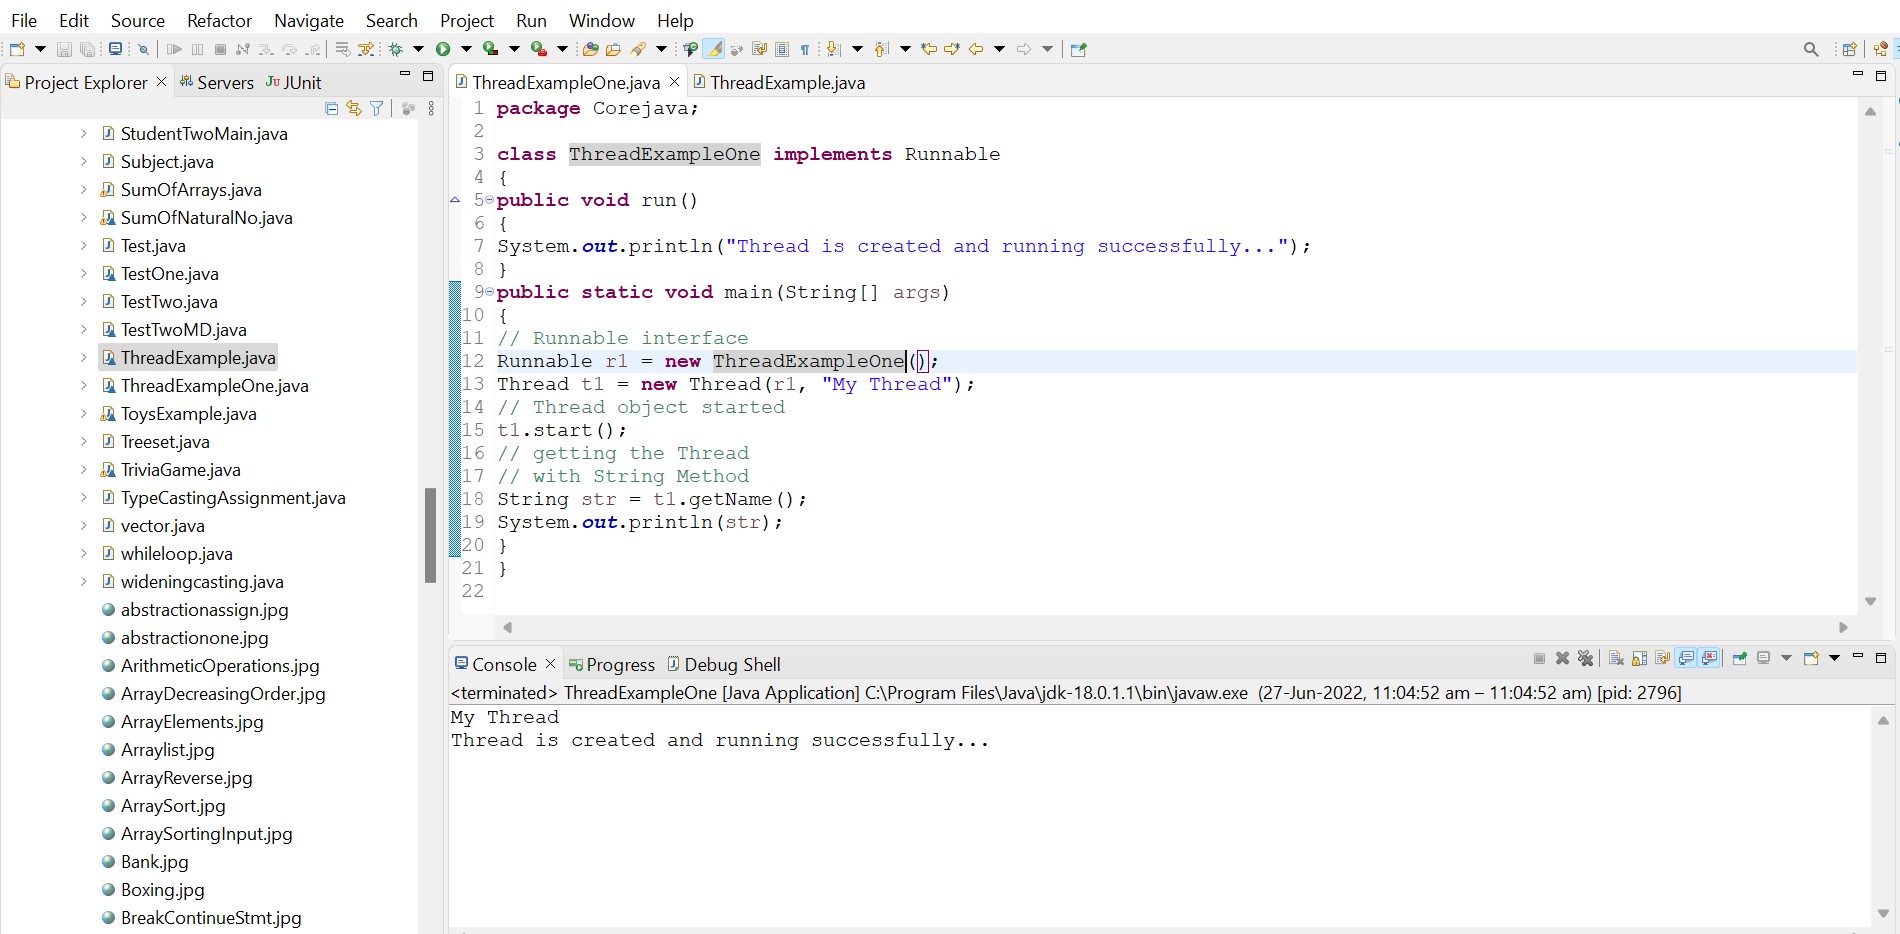 File Edit Source Refactor Navigate Search Project Run Window Help
Project Explorer Servers JUnit
StudentTwoMain.java
Subject.java
SumOfArrays.java
SumOfNaturalNo.java
Test.java
TestOne.java
TestTwo.java
TestTwoMD.java
ThreadExample.java
ThreadExampleOne.java
ToysExample.java
Treeset.java
TriviaGame.java
TypeCastingAssignment.java
vector.java
whileloop.java
wideningcasting.java
abstractionassign.jpg
abstractionone.jpg
ArithmeticOperations.jpg
ArrayDecreasingOrder.jpg
ArrayElements.jpg
Arraylist.jpg
ArrayReverse.jpg
ArraySort.jpg
ArraySortingInput.jpg
Bank.jpg
Boxing.jpg
BreakContinueStmt.jpg
ThreadExampleOne.java ThreadExample.java
1 package Corejava;
2
3 class ThreadExampleOne implements Runnable
4 {
5 public void run()
6 {
7 System.out.println("Thread is created and running successfully...");
8 }
9 public static void main(String[] args)
10 {
11 // Runnable interface
12 Runnable r1 = new ThreadExampleOne();
13 Thread t1 = new Thread(r1, "My Thread");
14 // Thread object started
15 t1.start();
16 // getting the Thread
17 // with String Method
18 String str = t1.getName();
19 System.out.println(str);
20 }
21 }
22
Console Progress Debug Shell
<terminated> ThreadExampleOne [Java Application] C:\Program Files\Java\jdk-18.0.1.1\bin\javaw.exe (27-Jun-2022, 11:04:52 am – 11:04:52 am) [pid: 2796]
My Thread
Thread is created and running successfully...